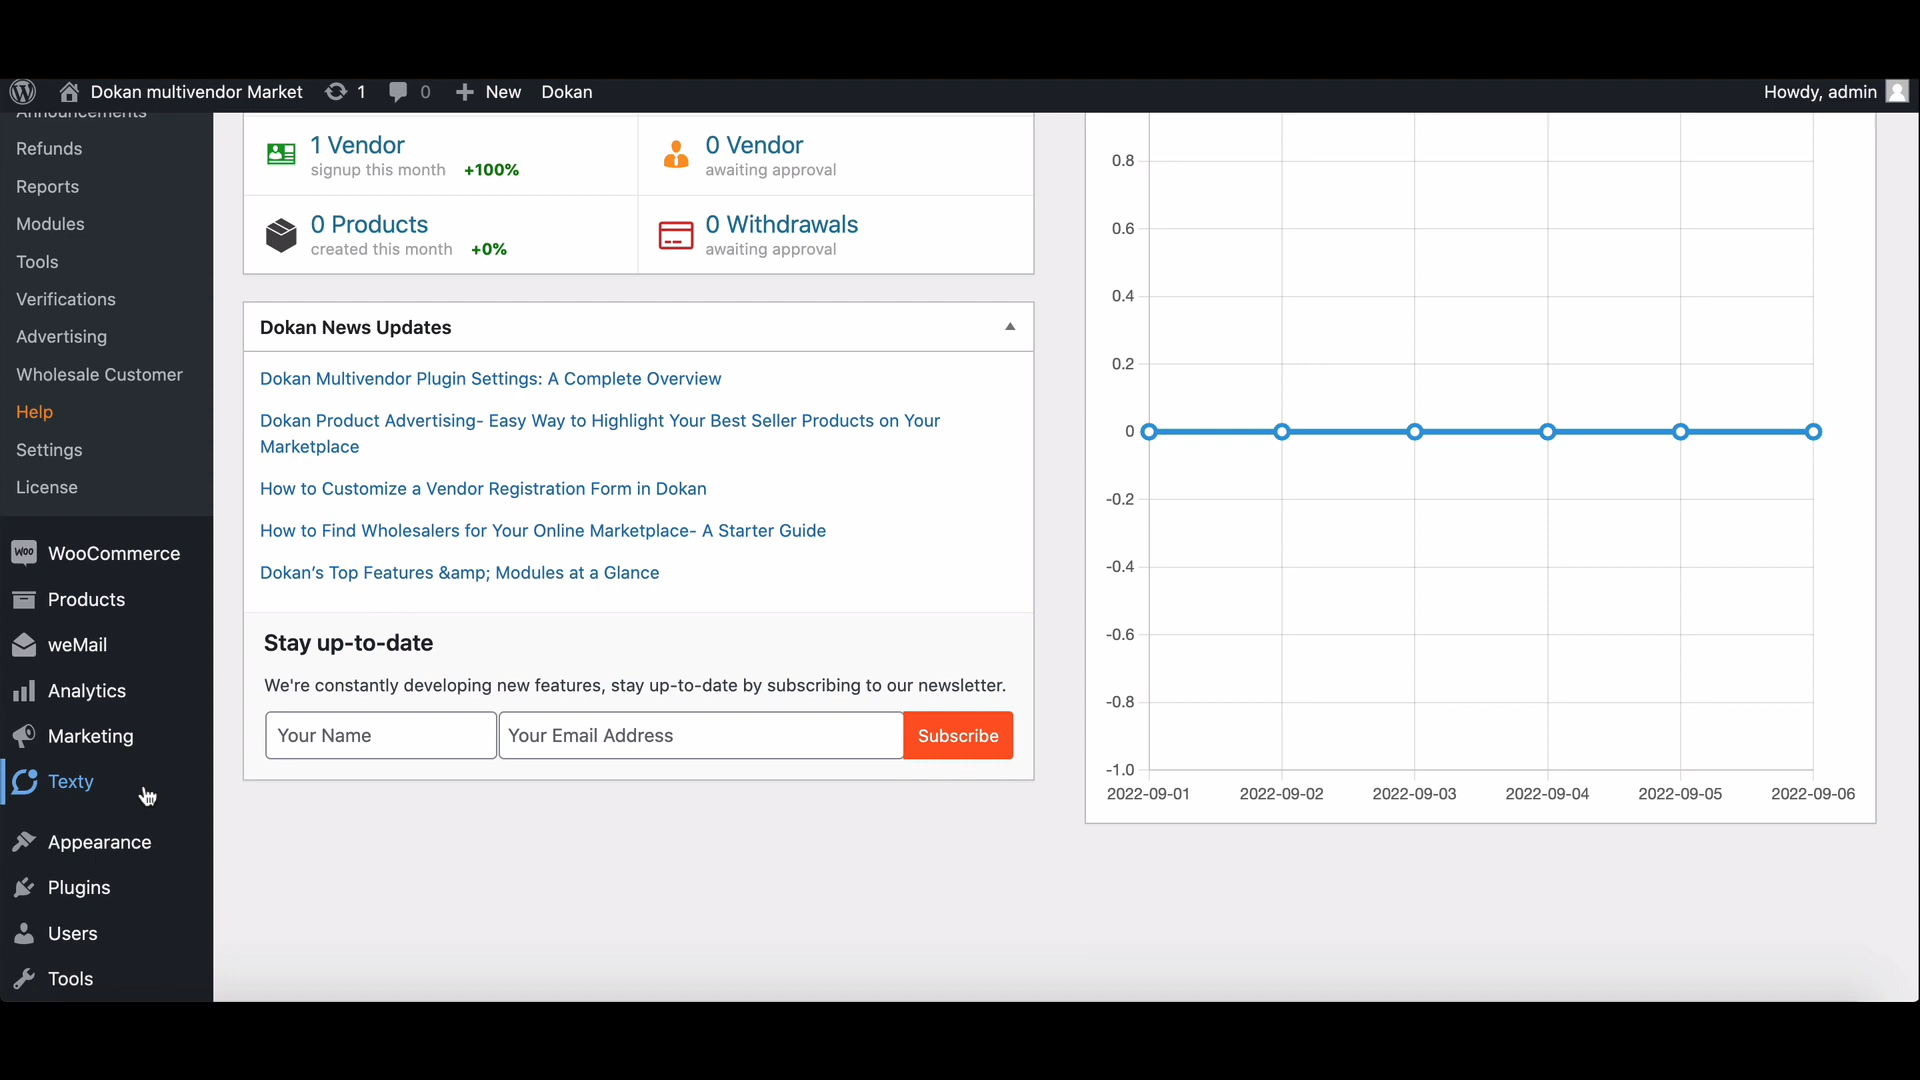 Dokan multivendor Market 1 0 New Dokan Howdy, admin
Announcements
Refunds
Reports
Modules
Tools
Verifications
Advertising
Wholesale Customer
Help
Settings
License
WooCommerce
Products
weMail
Analytics
Marketing
Texty
Appearance
Plugins
Users
Tools
1 Vendor
signup this month +100%
0 Vendor
awaiting approval
0 Products
created this month +0%
0 Withdrawals
awaiting approval
Dokan News Updates
Dokan Multivendor Plugin Settings: A Complete Overview
Dokan Product Advertising- Easy Way to Highlight Your Best Seller Products on Your
Marketplace
How to Customize a Vendor Registration Form in Dokan
How to Find Wholesalers for Your Online Marketplace- A Starter Guide
Dokan’s Top Features &amp; Modules at a Glance
Stay up-to-date
We're constantly developing new features, stay up-to-date by subscribing to our newsletter.
Your Name Your Email Address Subscribe
0.8
0.6
0.4
0.2
0
-0.2
-0.4
-0.6
-0.8
-1.0
2022-09-01 2022-09-02 2022-09-03 2022-09-04 2022-09-05 2022-09-06